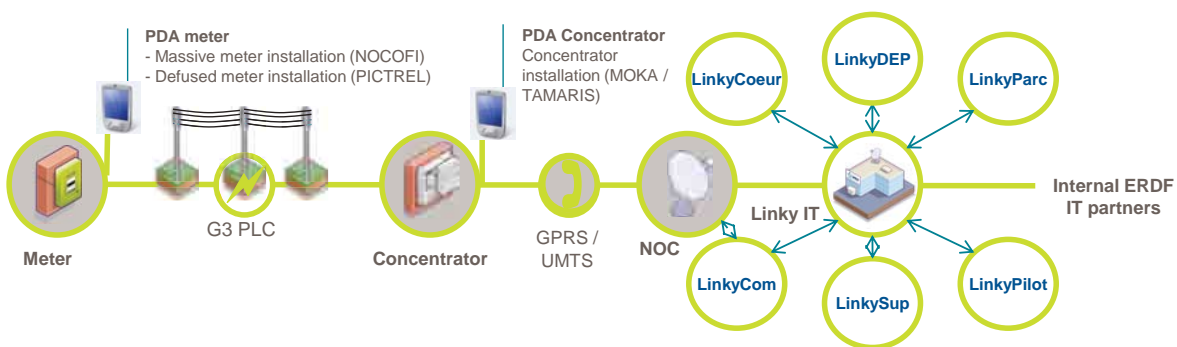 PDA meter
- Massive meter installation (NOCOFI)
- Defused meter installation (PICTREL)
PDA Concentrator
Concentrator
installation (MOKA /
TAMARIS)
LinkyCoeur
LinkyDEP
LinkyParc
G3 PLC
Meter
Concentrator
GPRS /
UMTS
NOC
Linky IT
Internal ERDF
IT partners
LinkyCom
LinkySup
LinkyPilot